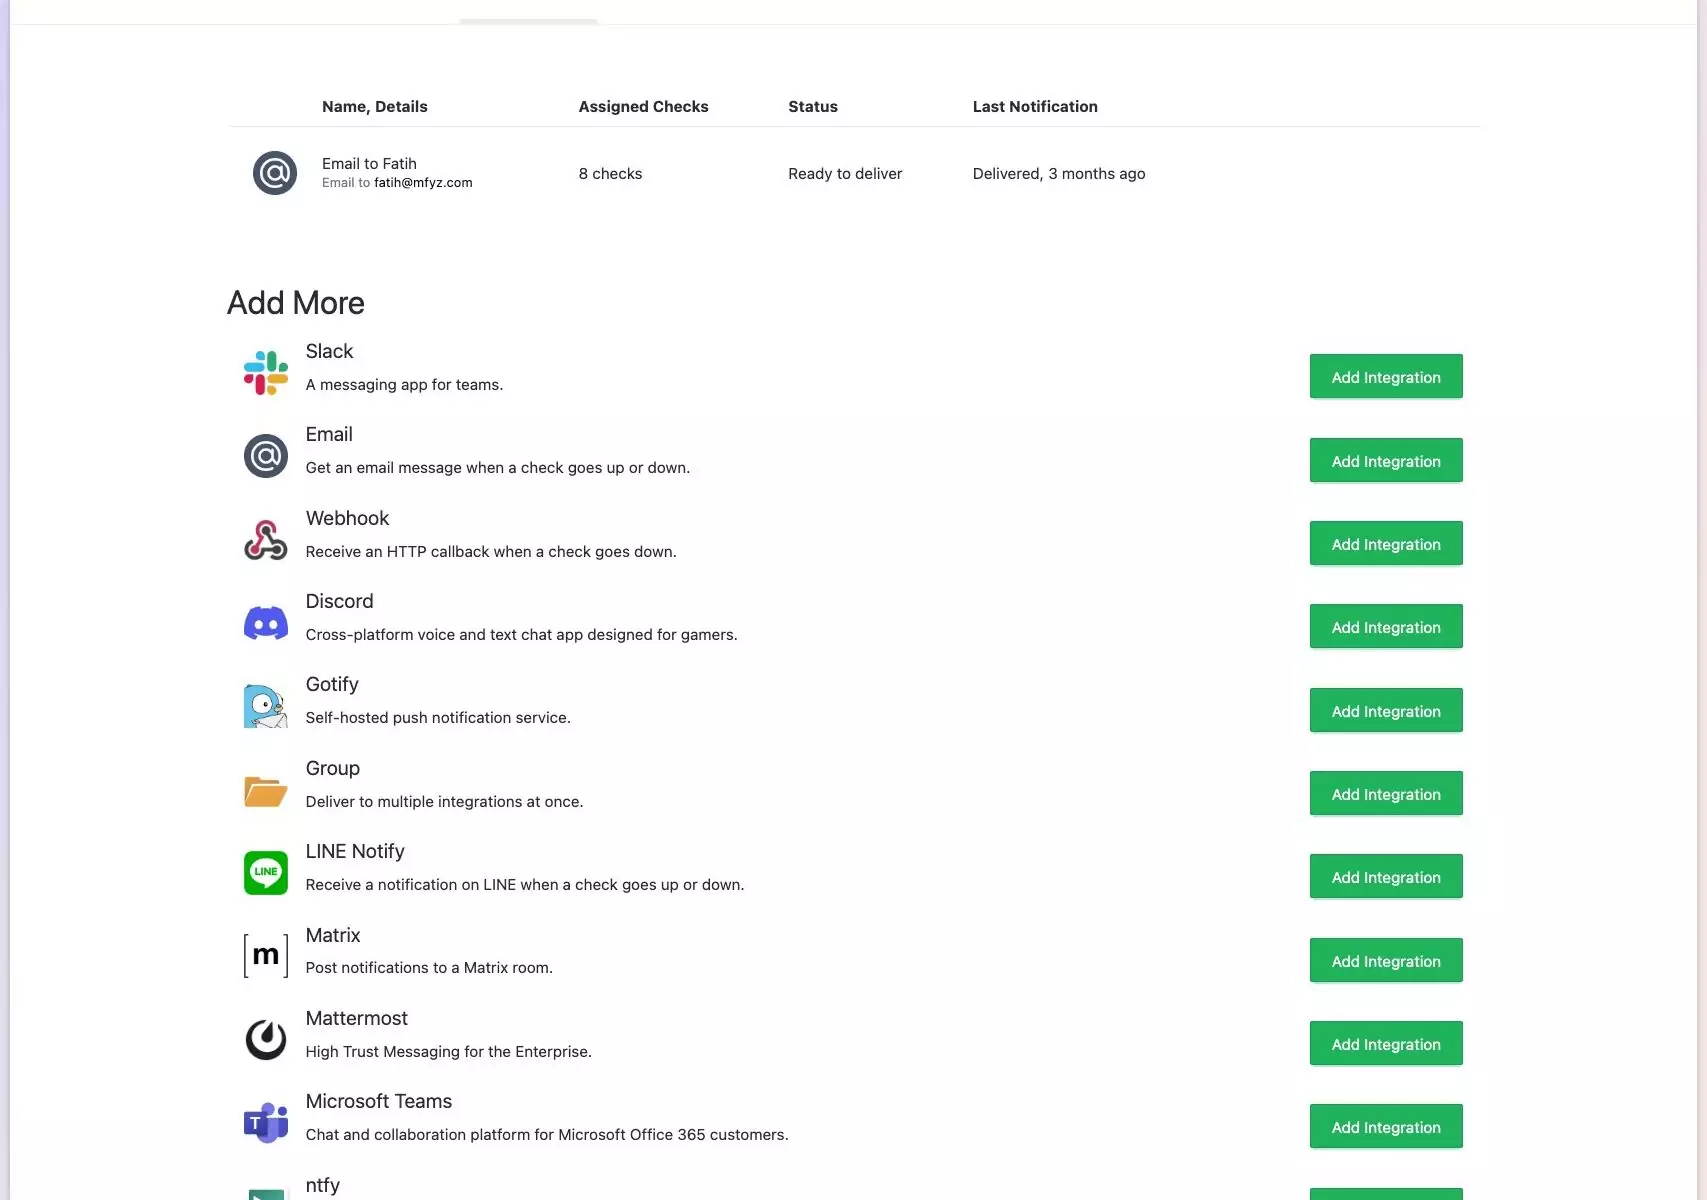 Name, Details Assigned Checks Status Last Notification
Email to Fatih
Email to fatih@mfyz.com
8 checks Ready to deliver Delivered, 3 months ago
Add More
Slack
A messaging app for teams.
Add Integration
Email
Get an email message when a check goes up or down.
Add Integration
Webhook
Receive an HTTP callback when a check goes down.
Add Integration
Discord
Cross-platform voice and text chat app designed for gamers.
Add Integration
Gotify
Self-hosted push notification service.
Add Integration
Group
Deliver to multiple integrations at once.
Add Integration
LINE Notify
LINE
Receive a notification on LINE when a check goes up or down.
Add Integration
Matrix
[m]
Post notifications to a Matrix room.
Add Integration
Mattermost
High Trust Messaging for the Enterprise.
Add Integration
Microsoft Teams
T
Chat and collaboration platform for Microsoft Office 365 customers.
Add Integration
ntfy